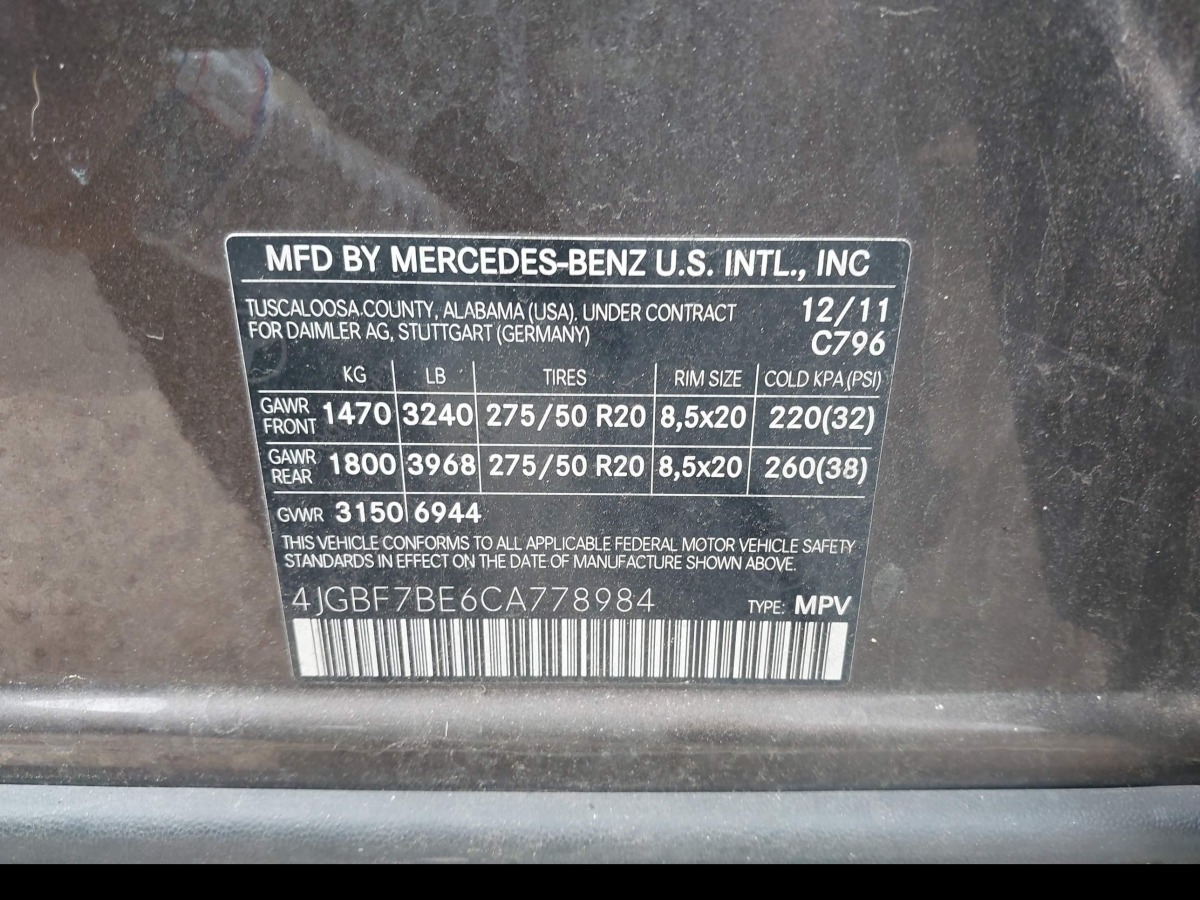 MFD BY MERCEDES-BENZ U.S. INTL., INC
TUSCALOOSA COUNTY, ALABAMA (USA). UNDER CONTRACT 12/11
FOR DAIMLER AG, STUTTGART (GERMANY) C796
KG LB TIRES RIM SIZE COLD KPA (PSI)
GAWR FRONT 1470 3240 275/50 R20 8,5x20 220(32)
GAWR REAR 1800 3968 275/50 R20 8,5x20 260(38)
GVWR 3150 6944
THIS VEHICLE CONFORMS TO ALL APPLICABLE FEDERAL MOTOR VEHICLE SAFETY
STANDARDS IN EFFECT ON THE DATE OF MANUFACTURE SHOWN ABOVE.
4JGBF7BE6CA778984 TYPE: MPV